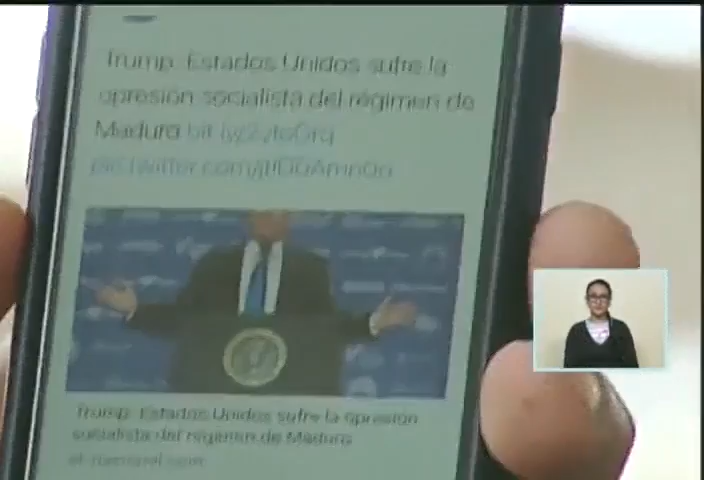 Trump: Estados Unidos sufre la
opresión socialista del régimen de
Maduro
Trump: Estados Unidos sufre la opresión
socialista del régimen de Maduro